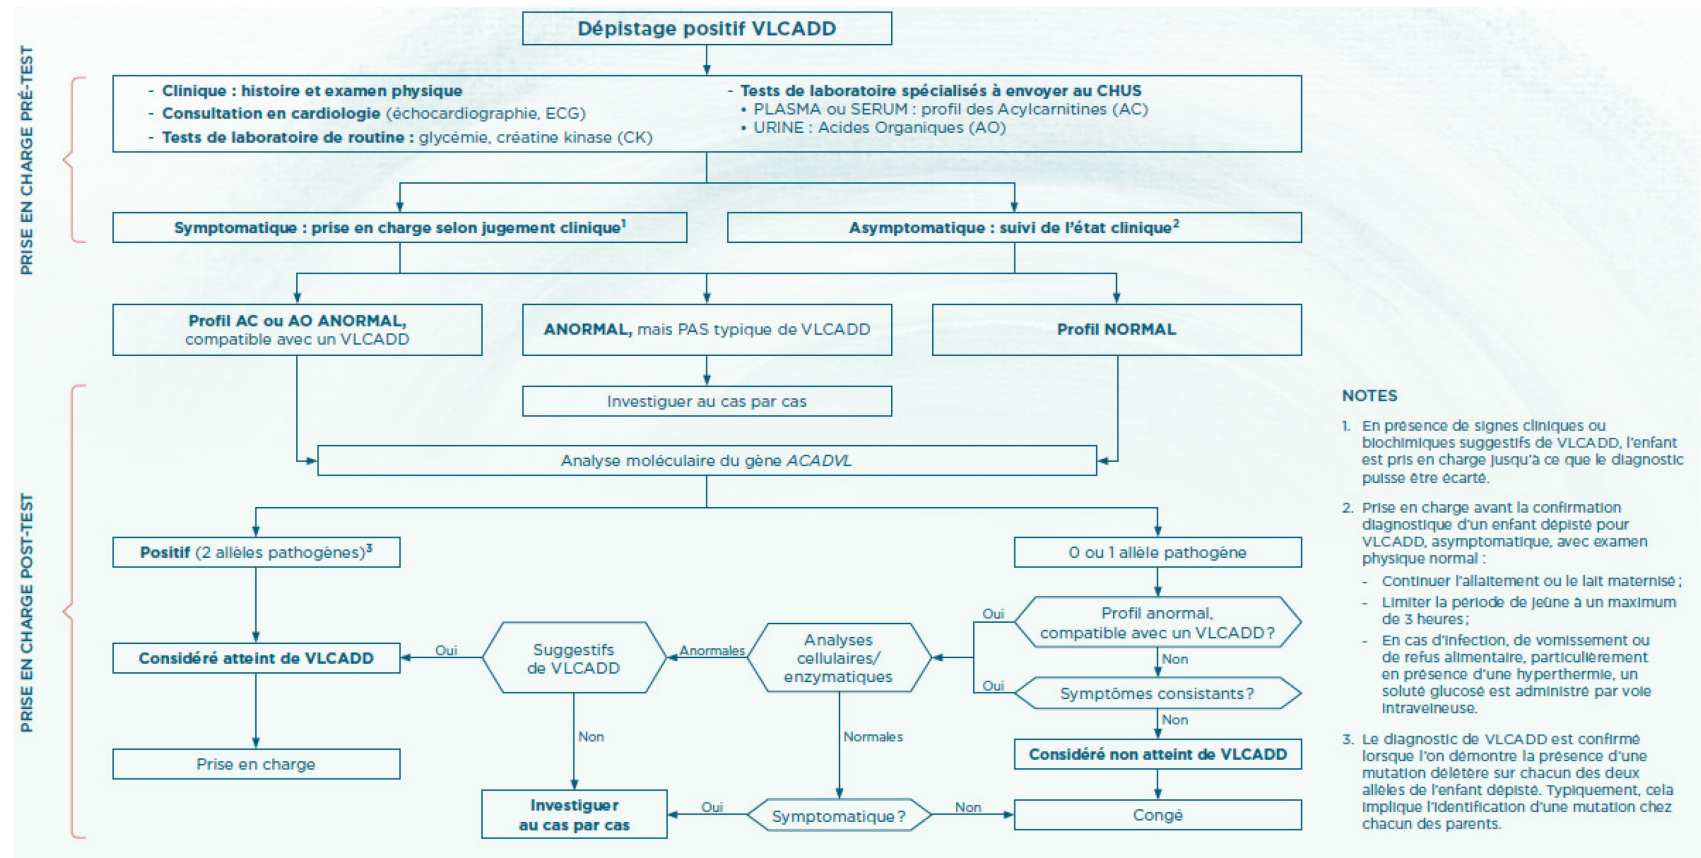 Dépistage positif VLCADD
PRISE EN CHARGE PRÉ-TEST
- Clinique : histoire et examen physique
- Consultation en cardiologie (échocardiographie, ECG)
- Tests de laboratoire de routine : glycémie, créatine kinase (CK)
- Tests de laboratoire spécialisés à envoyer au CHUS
• PLASMA ou SERUM : profil des Acylcarnitines (AC)
• URINE : Acides Organiques (AO)
Symptomatique : prise en charge selon jugement clinique1
Asymptomatique : suivi de l'état clinique2
Profil AC ou AO ANORMAL,
compatible avec un VLCADD
ANORMAL, mais PAS typique de VLCADD
Profil NORMAL
PRISE EN CHARGE POST-TEST
Investiguer au cas par cas
Analyse moléculaire du gène ACADVL
Positif (2 allèles pathogènes)3
0 ou 1 allèle pathogène
Profil anormal,
compatible avec un VLCADD ?
Oui
Non
Symptômes consistants ?
Oui
Non
Analyses
cellulaires/
enzymatiques
Anormales
Normales
Suggestifs
de VLCADD
Oui
Non
Considéré atteint de VLCADD
Prise en charge
Considéré non atteint de VLCADD
Investiguer
au cas par cas
Oui
Symptomatique ?
Non
Congé
NOTES
1. En présence de signes cliniques ou
biochimiques suggestifs de VLCADD, l'enfant
est pris en charge jusqu'à ce que le diagnostic
puisse être écarté.
2. Prise en charge avant la confirmation
diagnostique d'un enfant dépisté pour
VLCADD, asymptomatique, avec examen
physique normal :
- Continuer l'allaitement ou le lait maternisé ;
- Limiter la période de jeûne à un maximum
de 3 heures ;
- En cas d'infection, de vomissement ou
de refus alimentaire, particulièrement
en présence d'une hyperthermie, un
soluté glucosé est administré par voie
intraveineuse.
3. Le diagnostic de VLCADD est confirmé
lorsque l'on démontre la présence d'une
mutation délétère sur chacun des deux
allèles de l'enfant dépisté. Typiquement, cela
implique l'identification d'une mutation chez
chacun des parents.